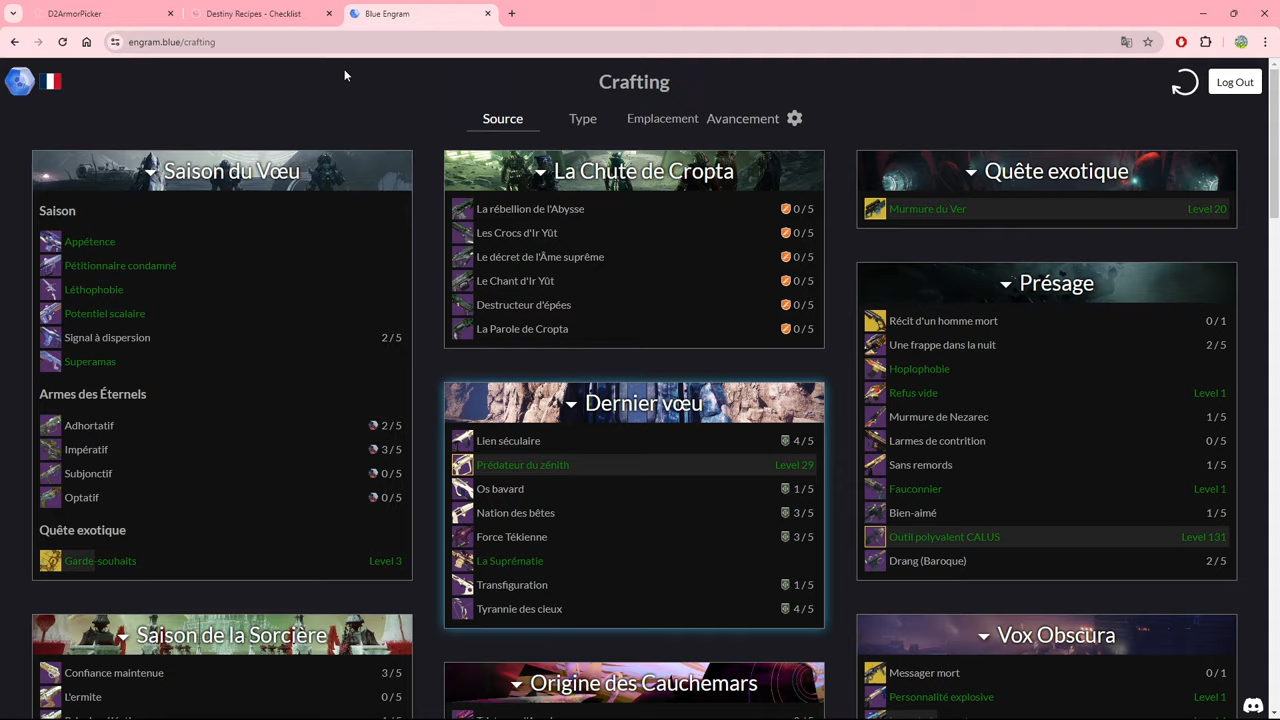 D2ArmorPicker
Destiny Recipes - Checklist
Blue Engram
engram.blue/crafting
Crafting
Log Out
Source
Type
Emplacement
Avancement
Saison du Vœu
Saison
Appétence
Pétitionnaire condamné
Léthophobie
Potentiel scalaire
Signal à dispersion 2 / 5
Superamas
Armes des Éternels
Adhortatif 2 / 5
Impératif 3 / 5
Subjonctif 0 / 5
Optatif 0 / 5
Quête exotique
Garde-souhaits Level 3
Saison de la Sorcière
Confiance maintenue 3 / 5
L'ermite 0 / 5
La Chute de Cropta
La rébellion de l'Abysse 0 / 5
Les Crocs d'Ir Yût 0 / 5
Le décret de l'Âme suprême 0 / 5
Le Chant d'Ir Yût 0 / 5
Destructeur d'épées 0 / 5
La Parole de Cropta 0 / 5
Dernier vœu
Lien séculaire 4 / 5
Prédateur du zénith Level 29
Os bavard 1 / 5
Nation des bêtes 3 / 5
Force Tékienne 3 / 5
La Suprématie
Transfiguration 1 / 5
Tyrannie des cieux 4 / 5
Origine des Cauchemars
Quête exotique
Murmure du Ver Level 20
Présage
Récit d'un homme mort 0 / 1
Une frappe dans la nuit 2 / 5
Hoplophobie
Refus vide Level 1
Murmure de Nezarec 1 / 5
Larmes de contrition 0 / 5
Sans remords 1 / 5
Fauconnier Level 1
Bien-aimé 1 / 5
Outil polyvalent CALUS Level 131
Drang (Baroque) 2 / 5
Vox Obscura
Messager mort 0 / 1
Personnalité explosive Level 1